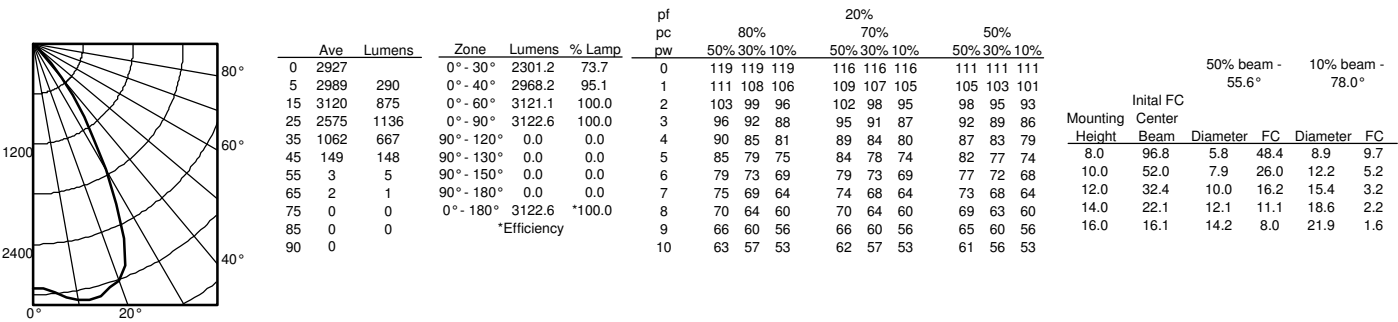 1200
2400
80°
60°
40°
0° 20°
Ave Lumens
0 2927
5 2989 290
15 3120 875
25 2575 1136
35 1062 667
45 149 148
55 3 5
65 2 1
75 0 0
85 0 0
90 0
Zone Lumens % Lamp
0° - 30° 2301.2 73.7
0° - 40° 2968.2 95.1
0° - 60° 3121.1 100.0
0° - 90° 3122.6 100.0
90° - 120° 0.0 0.0
90° - 130° 0.0 0.0
90° - 150° 0.0 0.0
90° - 180° 0.0 0.0
0° - 180° 3122.6 *100.0
*Efficiency
pf 20%
pc 80% 70% 50%
pw 50% 30% 10% 50% 30% 10% 50% 30% 10%
0 119 119 119 116 116 116 111 111 111
1 111 108 106 109 107 105 105 103 101
2 103 99 96 102 98 95 98 95 93
3 96 92 88 95 91 87 92 89 86
4 90 85 81 89 84 80 87 83 79
5 85 79 75 84 78 74 82 77 74
6 79 73 69 79 73 69 77 72 68
7 75 69 64 74 68 64 73 68 64
8 70 64 60 70 64 60 69 63 60
9 66 60 56 66 60 56 65 60 56
10 63 57 53 62 57 53 61 56 53
50% beam - 10% beam -
55.6° 78.0°
Inital FC
Mounting Center
Height Beam Diameter FC Diameter FC
8.0 96.8 5.8 48.4 8.9 9.7
10.0 52.0 7.9 26.0 12.2 5.2
12.0 32.4 10.0 16.2 15.4 3.2
14.0 22.1 12.1 11.1 18.6 2.2
16.0 16.1 14.2 8.0 21.9 1.6